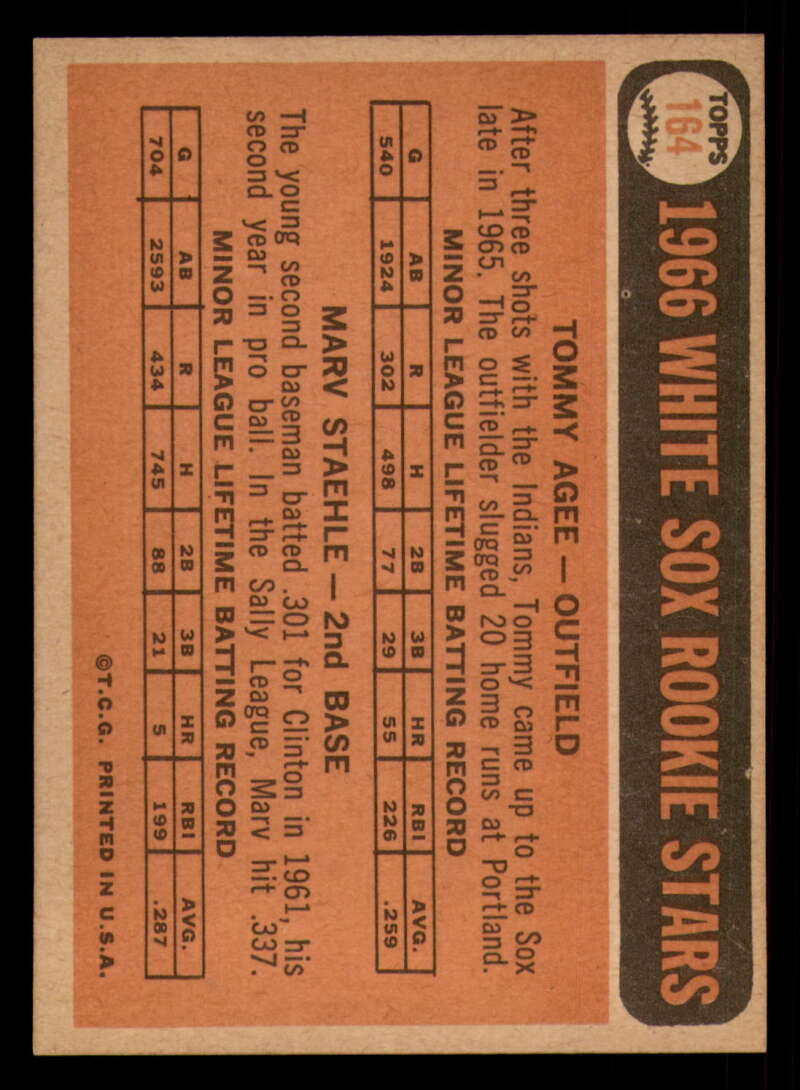 TOPPS
164
1966 WHITE SOX ROOKIE STARS
TOMMY AGEE — OUTFIELD
After three shots with the Indians, Tommy came up to the Sox
late in 1965. The outfielder slugged 20 home runs at Portland.
MINOR LEAGUE LIFETIME BATTING RECORD
G AB R H 2B 3B HR RBI AVG.
540 1924 302 498 77 29 55 226 .259
MARV STAEHLE — 2nd BASE
The young second baseman batted .301 for Clinton in 1961, his
second year in pro ball. In the Sally League, Marv hit .337.
MINOR LEAGUE LIFETIME BATTING RECORD
G AB R H 2B 3B HR RBI AVG.
704 2593 434 745 88 21 5 199 .287
©T.C.G. PRINTED IN U.S.A.